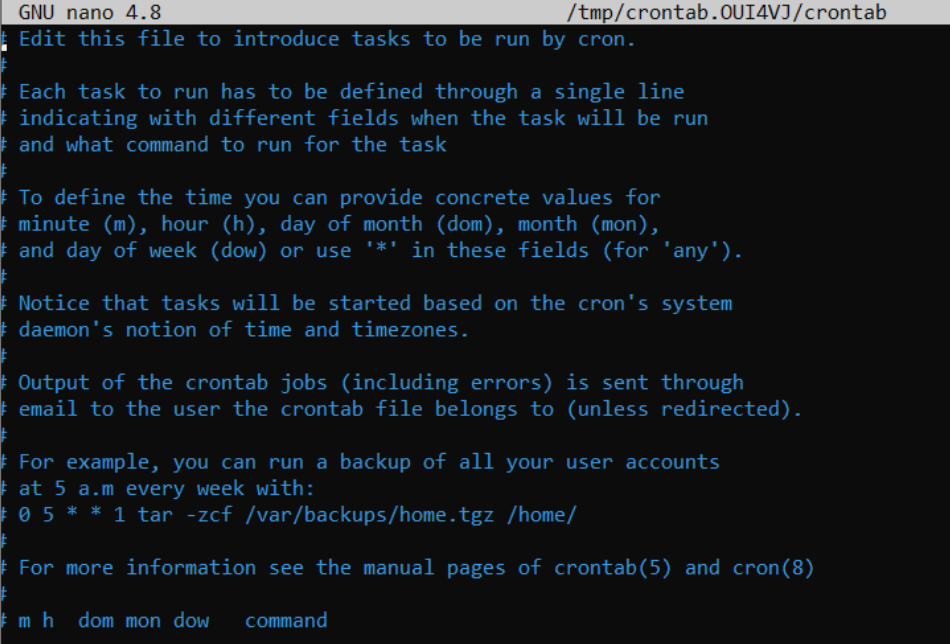 GNU nano 4.8 /tmp/crontab.OUI4VJ/crontab
# Edit this file to introduce tasks to be run by cron.
#
# Each task to run has to be defined through a single line
# indicating with different fields when the task will be run
# and what command to run for the task
#
# To define the time you can provide concrete values for
# minute (m), hour (h), day of month (dom), month (mon),
# and day of week (dow) or use '*' in these fields (for 'any').
#
# Notice that tasks will be started based on the cron's system
# daemon's notion of time and timezones.
#
# Output of the crontab jobs (including errors) is sent through
# email to the user the crontab file belongs to (unless redirected).
#
# For example, you can run a backup of all your user accounts
# at 5 a.m every week with:
# 0 5 * * 1 tar -zcf /var/backups/home.tgz /home/
#
# For more information see the manual pages of crontab(5) and cron(8)
#
# m h  dom mon dow   command